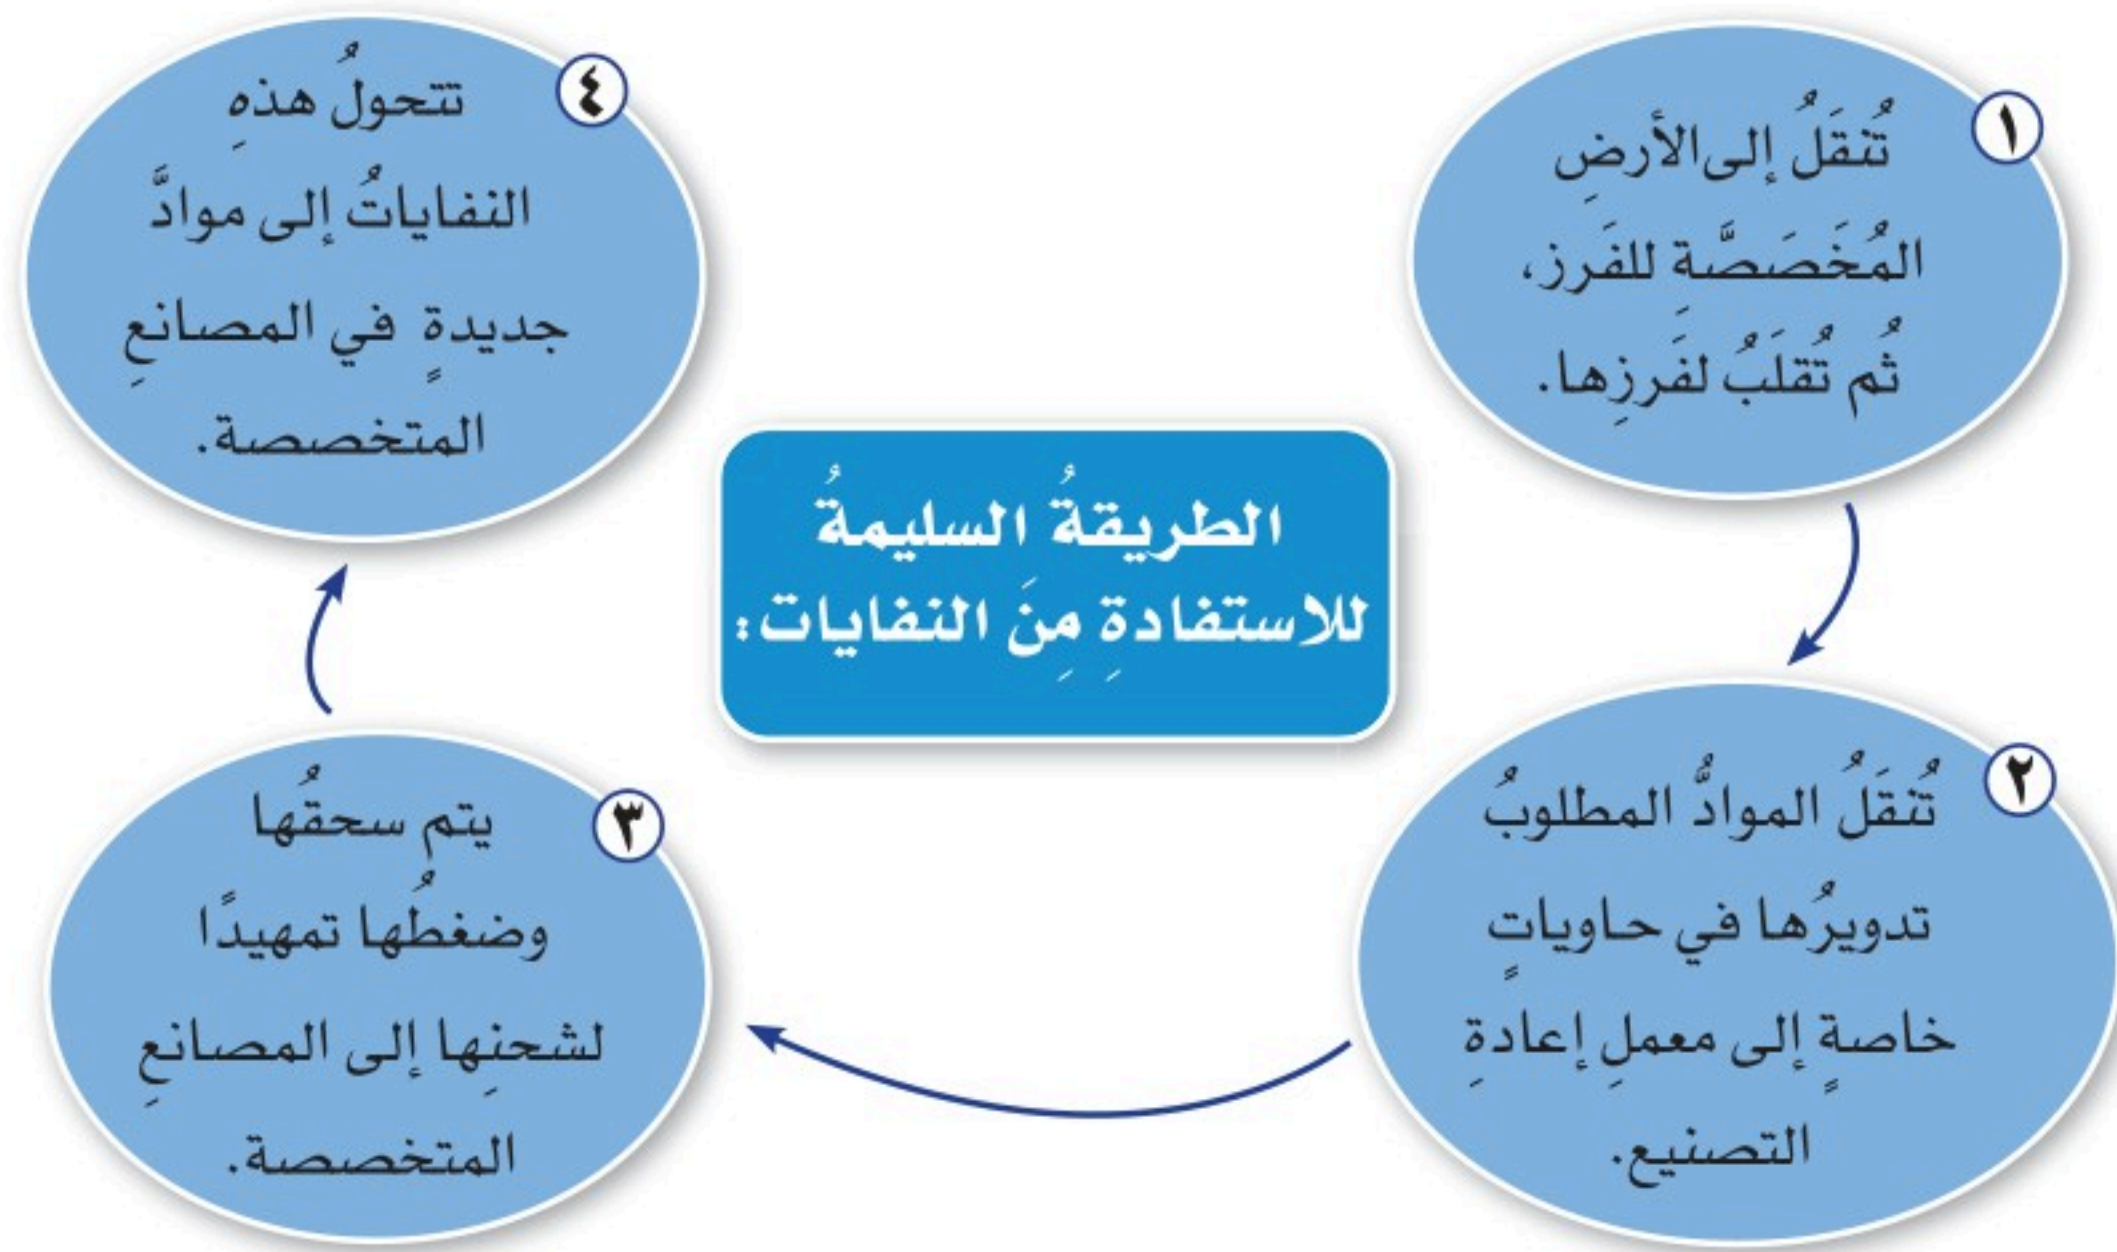 الطريقةُ السليمةُ
للاستفادةِ مِنَ النفايات:
١
تُنقَلُ إلى الأرضِ
المُخَصَصَّةِ للفَرز،
ثُم تُقلَبُ لفَرزِها.
٢
تُنقَلُ الموادُّ المطلوبُ
تدويرُها في حاوياتٍ
خاصةٍ إلى معملِ إعادةِ
التصنيع.
٣
يتم سحقُها
وضغطُها تمهيدًا
لشحنِها إلى المصانعِ
المتخصصة.
٤
تتحولُ هذهِ
النفاياتُ إلى موادَّ
جديدةٍ في المصانعِ
المتخصصة.